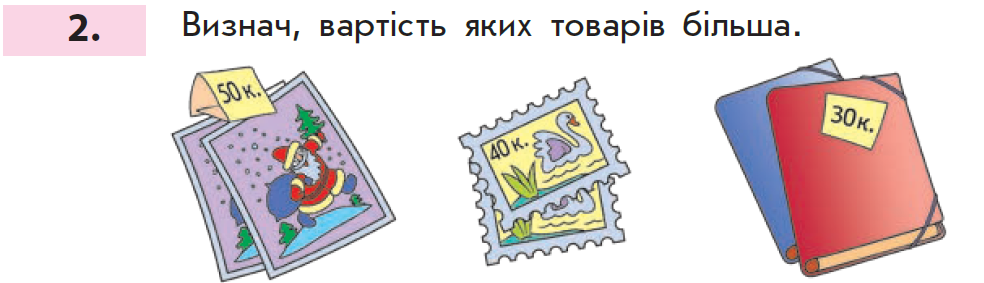 2. Визнач, вартість яких товарів більша.
50 к.
40 к.
30 к.